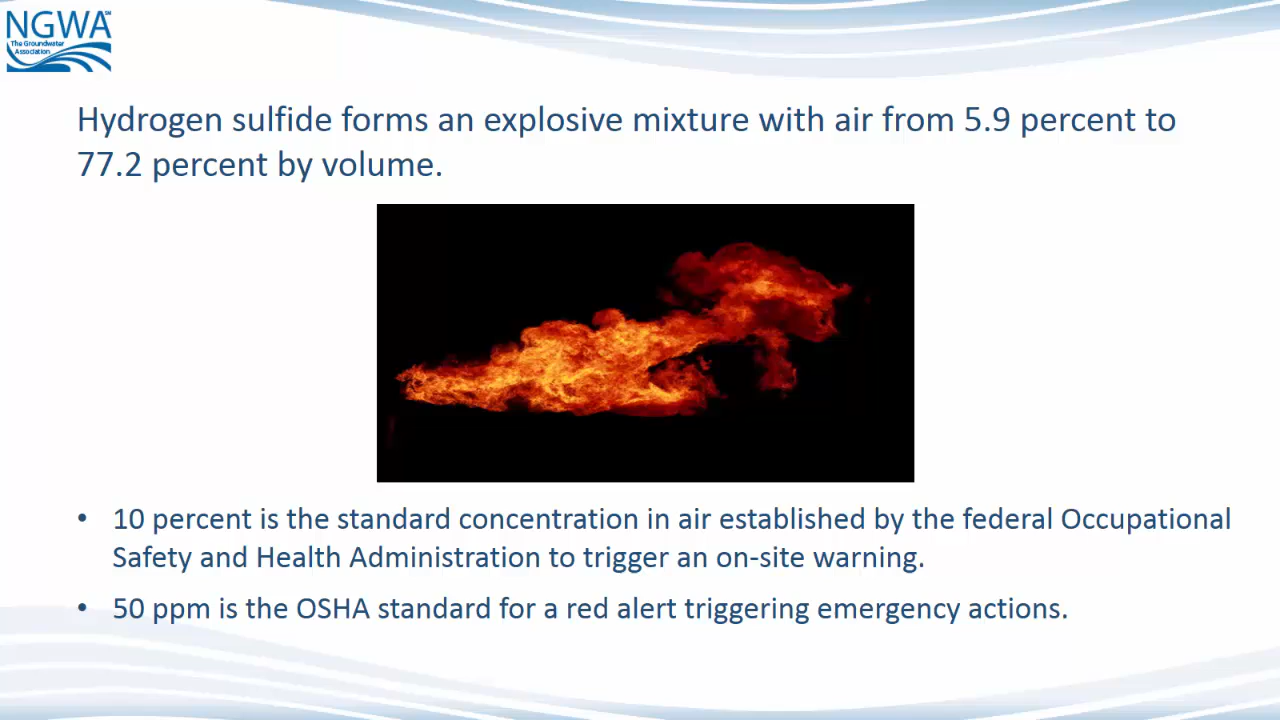 NGWA℠
The Groundwater
Association
Hydrogen sulfide forms an explosive mixture with air from 5.9 percent to
77.2 percent by volume.
• 10 percent is the standard concentration in air established by the federal Occupational
Safety and Health Administration to trigger an on-site warning.
• 50 ppm is the OSHA standard for a red alert triggering emergency actions.